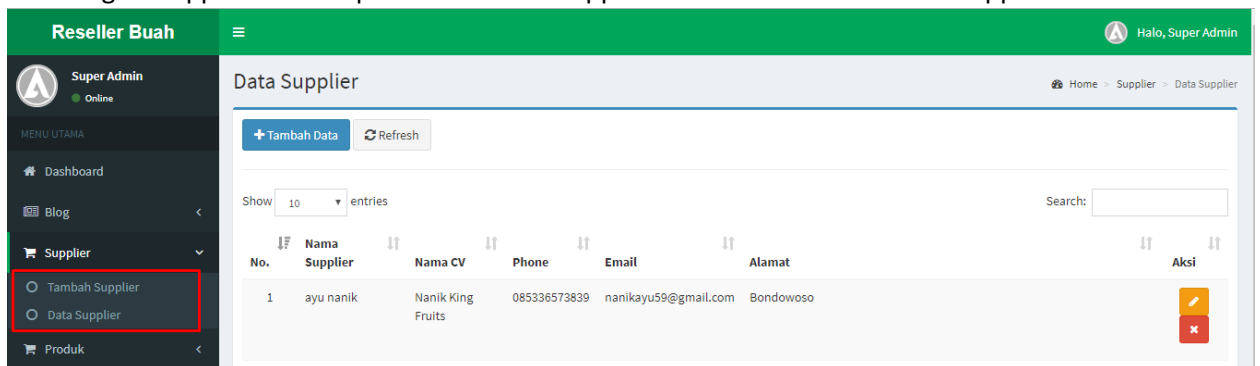 Reseller Buah
Halo, Super Admin
Super Admin
Online
Data Supplier
Home > Supplier > Data Supplier
MENU UTAMA
Tambah Data Refresh
Dashboard
Blog
Show 10 entries Search:
Supplier
No. Nama Supplier Nama CV Phone Email Alamat Aksi
Tambah Supplier
Data Supplier
1 ayu nanik Nanik King Fruits 085336573839 nanikayu59@gmail.com Bondowoso
Produk